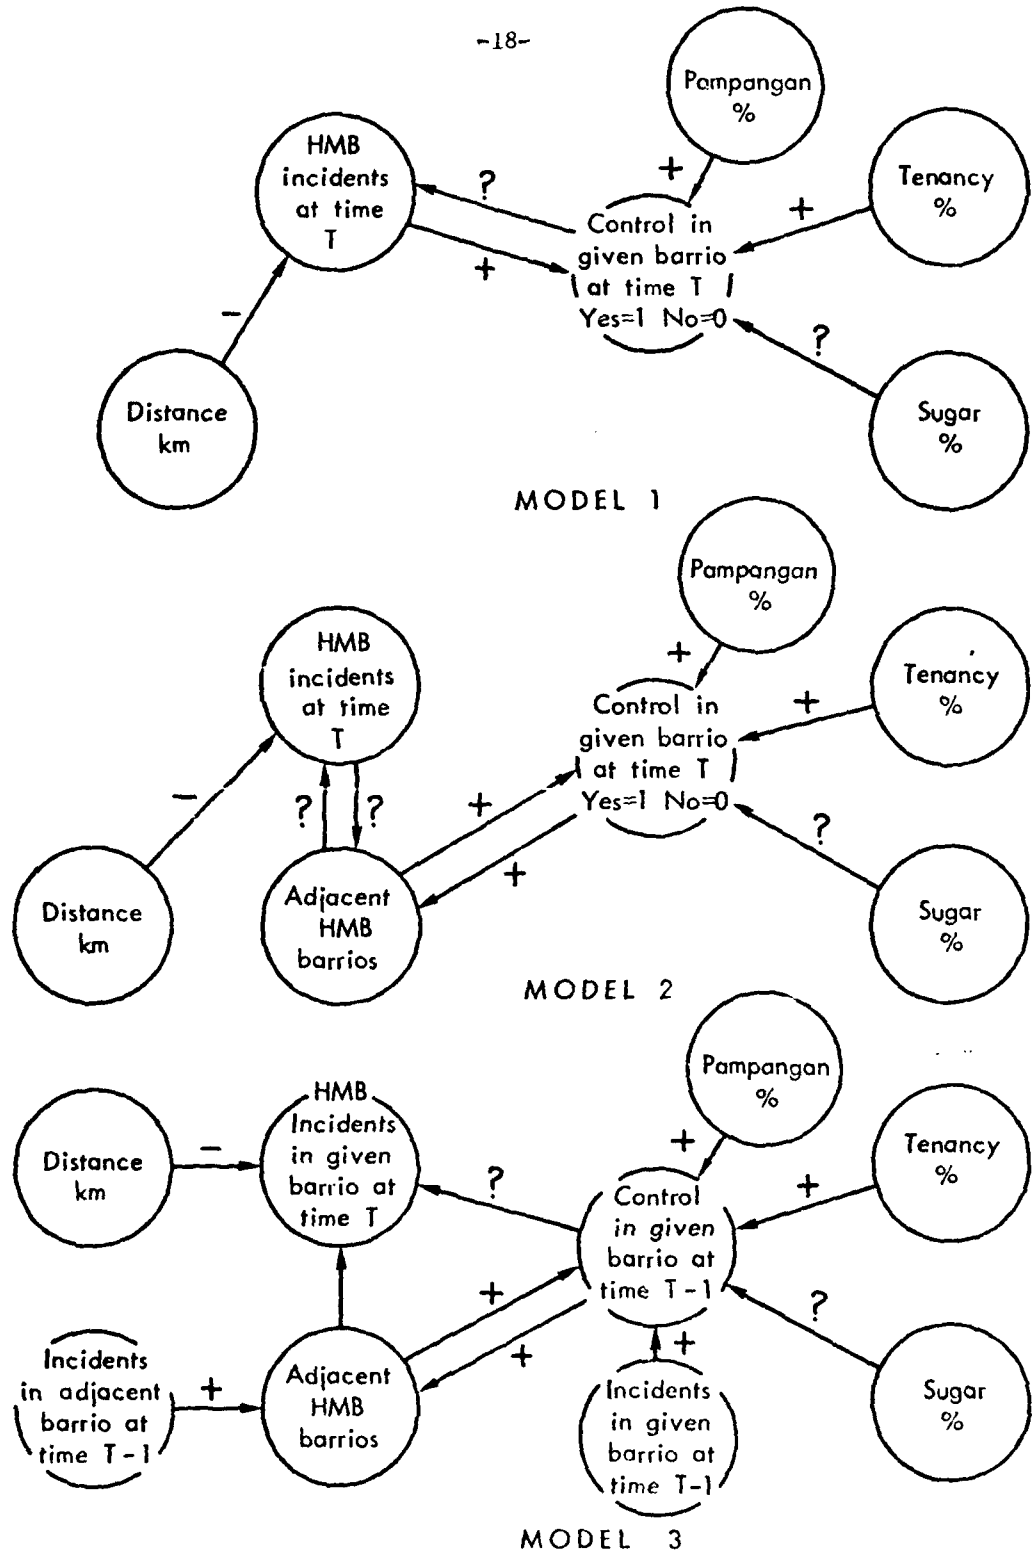 -18-
Pampangan
%
HMB
incidents
at time
T
?
+
Control in
given barrio
at time T
Yes=1 No=0
+
+
Tenancy
%
?
Sugar
%
−
Distance
km
MODEL 1
Pampangan
%
HMB
incidents
at time
T
+
Control in
given barrio
at time T
Yes=1 No=0
+
Tenancy
%
−
? ?
+
+
?
Distance
km
Adjacent
HMB
barrios
Sugar
%
MODEL 2
Pampangan
%
Distance
km
−
HMB
Incidents
in given
barrio at
time T
?
+
Control
in given
barrio at
time T-1
+
Tenancy
%
+
+
?
Incidents
in adjacent
barrio at
time T-1
+
Adjacent
HMB
barrios
+
Incidents
in given
barrio at
time T-1
Sugar
%
MODEL 3